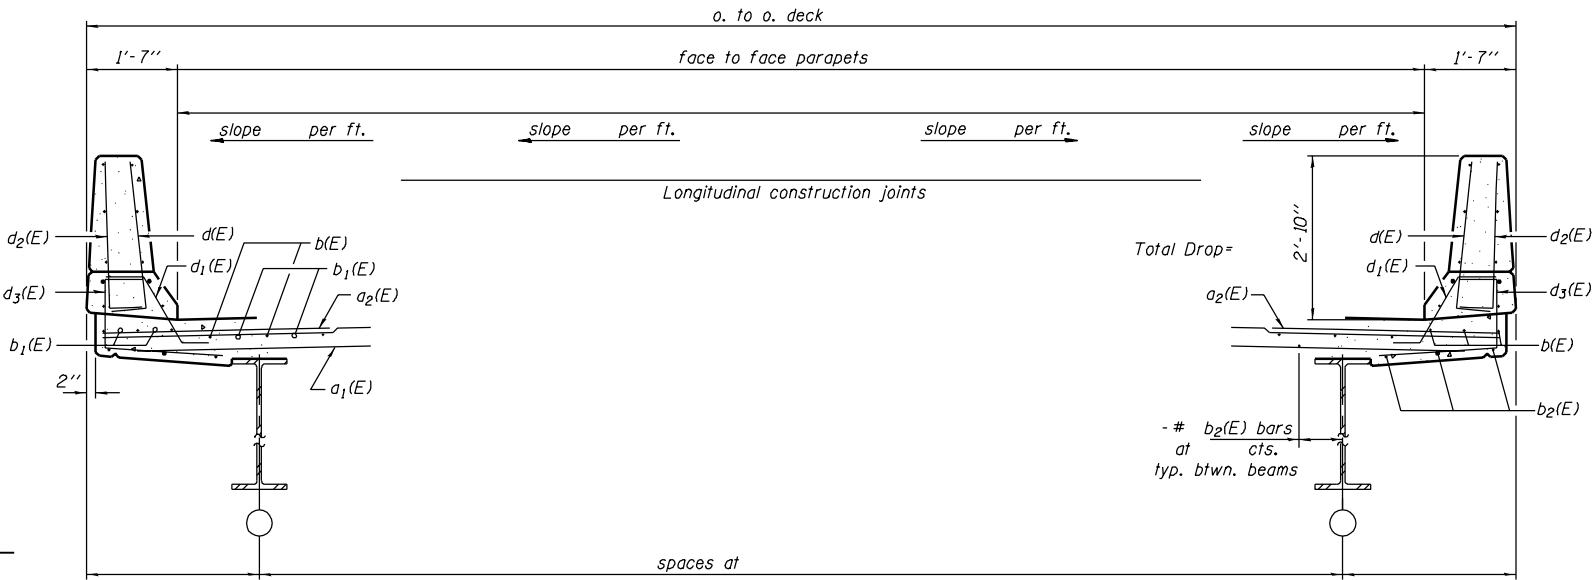 o. to o. deck
1'-7"
face to face parapets
1'-7"
slope per ft.
slope per ft.
slope per ft.
slope per ft.
Longitudinal construction joints
d2(E)
d(E)
b(E)
d1(E)
b1(E)
d3(E)
a2(E)
b1(E)
2"
a1(E)
Total Drop=
2'-10"
d(E)
d2(E)
d1(E)
a2(E)
d3(E)
b(E)
b2(E)
- # b2(E) bars
at cts.
typ. btwn. beams
spaces at